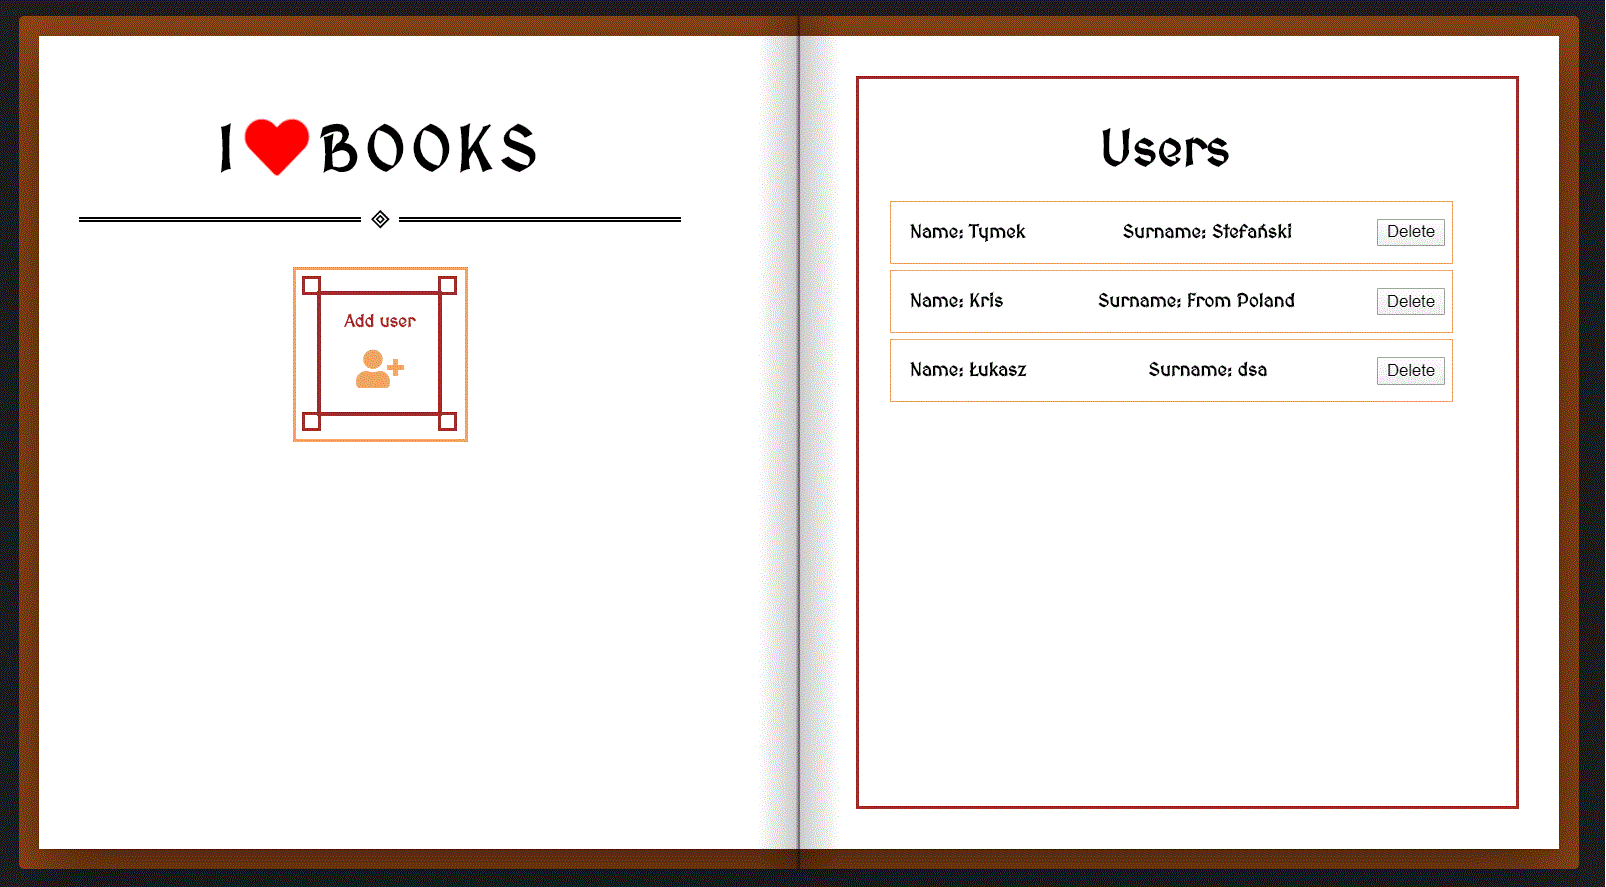 I BOOKS
Add user
Users
Name: Tymek Surname: Stefański Delete
Name: Kris Surname: From Poland Delete
Name: Łukasz Surname: dsa Delete